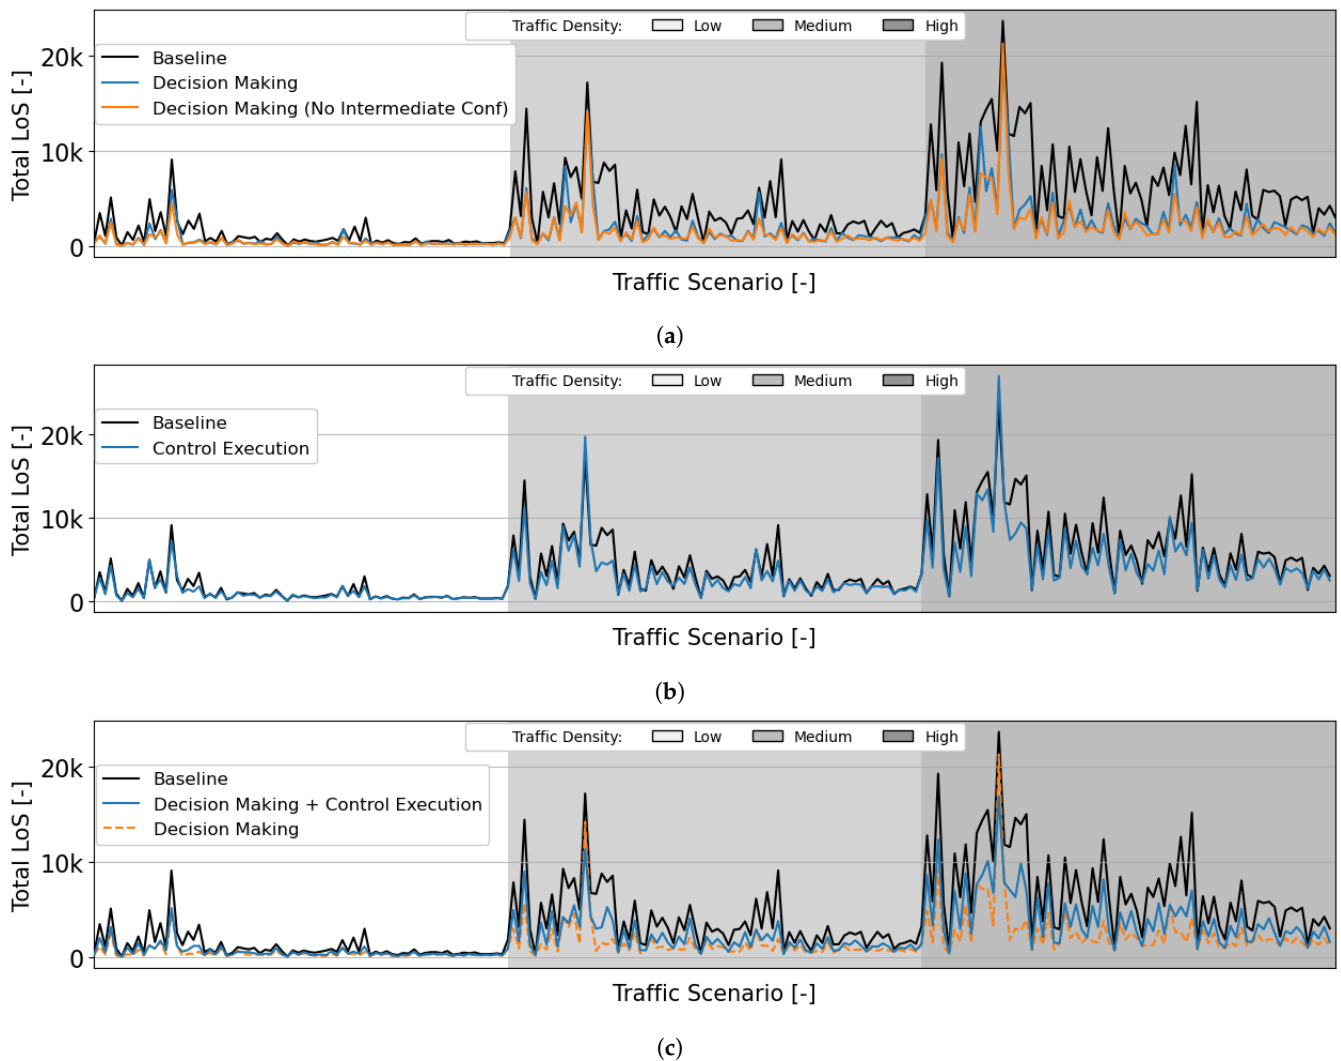 Traffic Density: Low Medium High
20k
10k
0
Total LoS [-]
Baseline
Decision Making
Decision Making (No Intermediate Conf)
Traffic Scenario [-]
(a)
Traffic Density: Low Medium High
20k
10k
0
Total LoS [-]
Baseline
Control Execution
Traffic Scenario [-]
(b)
Traffic Density: Low Medium High
20k
10k
0
Total LoS [-]
Baseline
Decision Making + Control Execution
Decision Making
Traffic Scenario [-]
(c)